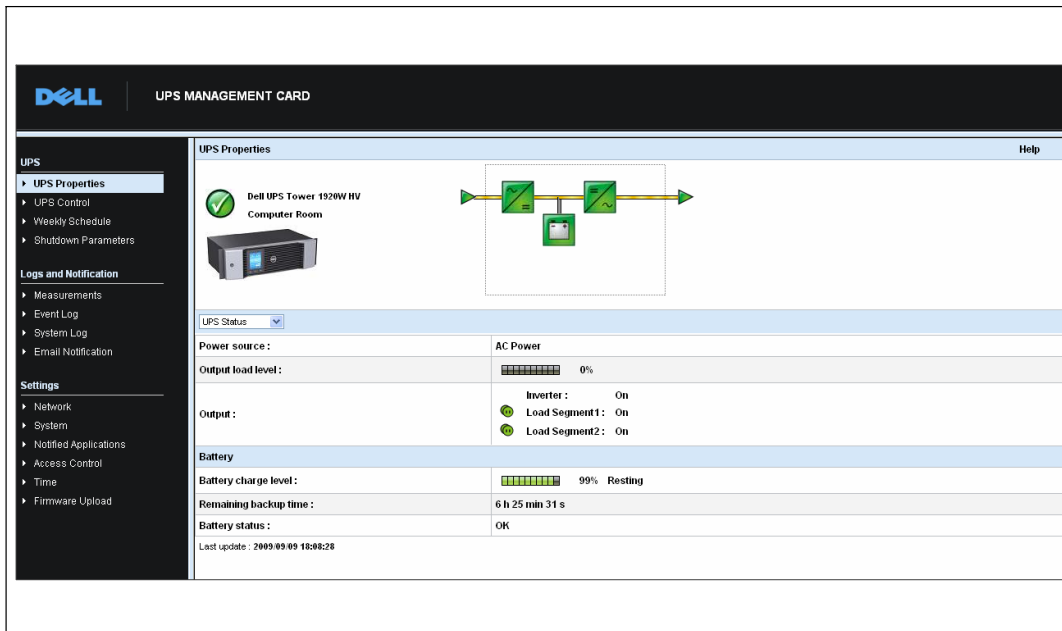 DELL
UPS MANAGEMENT CARD
UPS
UPS Properties
UPS Control
Weekly Schedule
Shutdown Parameters
Logs and Notification
Measurements
Event Log
System Log
Email Notification
Settings
Network
System
Notified Applications
Access Control
Time
Firmware Upload
UPS Properties Help
Dell UPS Tower 1920W HV
Computer Room
UPS Status
Power source : AC Power
Output load level : 0%
Output :
Inverter : On
Load Segment1 : On
Load Segment2 : On
Battery
Battery charge level : 99% Resting
Remaining backup time : 6 h 25 min 31 s
Battery status : OK
Last update : 2009/09/09 18:08:28